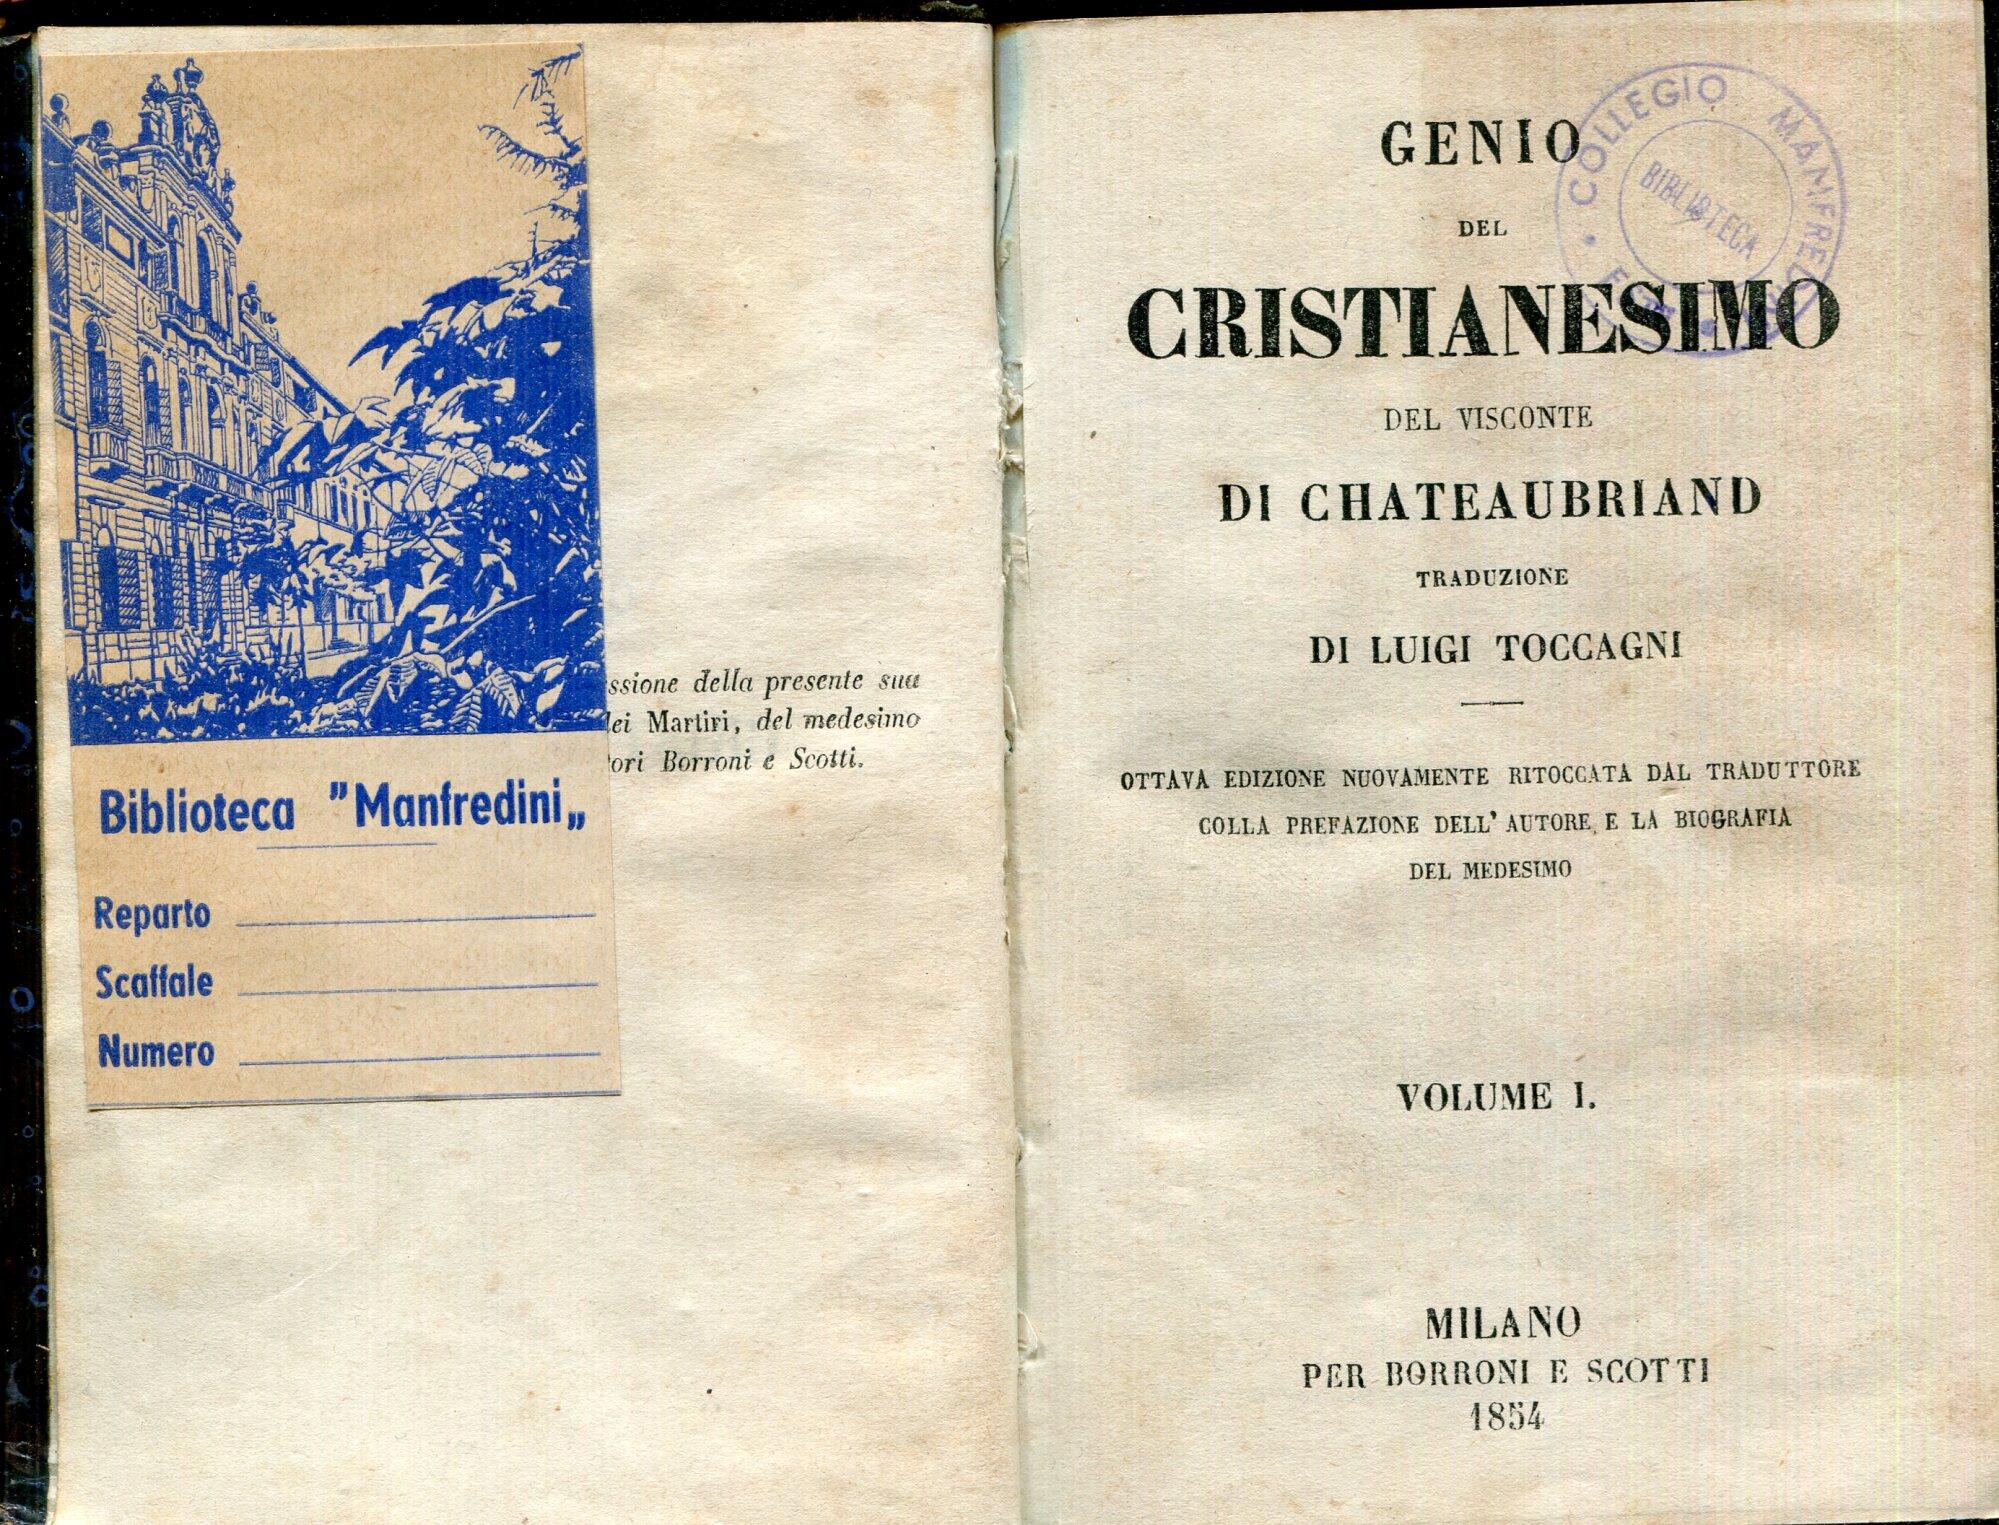 ssione della presente sua
dei Martiri, del medesimo
tori Borroni e Scotti.
Biblioteca "Manfredini„
Reparto
Scaffale
Numero
COLLEGIO MANFREDINI
BIBLIOTECA
GENIO
DEL
CRISTIANESIMO
DEL VISCONTE
DI CHATEAUBRIAND
TRADUZIONE
DI LUIGI TOCCAGNI
OTTAVA EDIZIONE NUOVAMENTE RITOCCATA DAL TRADUTTORE
COLLA PREFAZIONE DELL' AUTORE E LA BIOGRAFIA
DEL MEDESIMO
VOLUME I.
MILANO
PER BORRONI E SCOTTI
1854